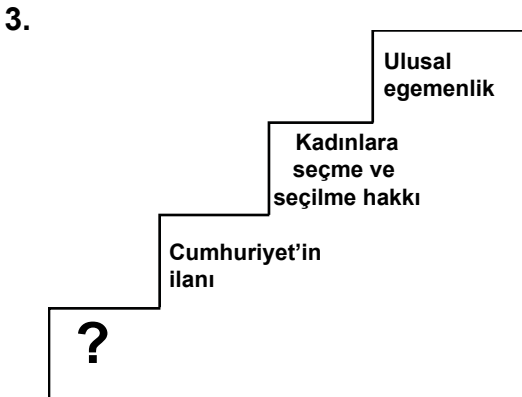 3.
Ulusal
egemenlik
Kadınlara
seçme ve
seçilme hakkı
Cumhuriyet’in
ilanı
?